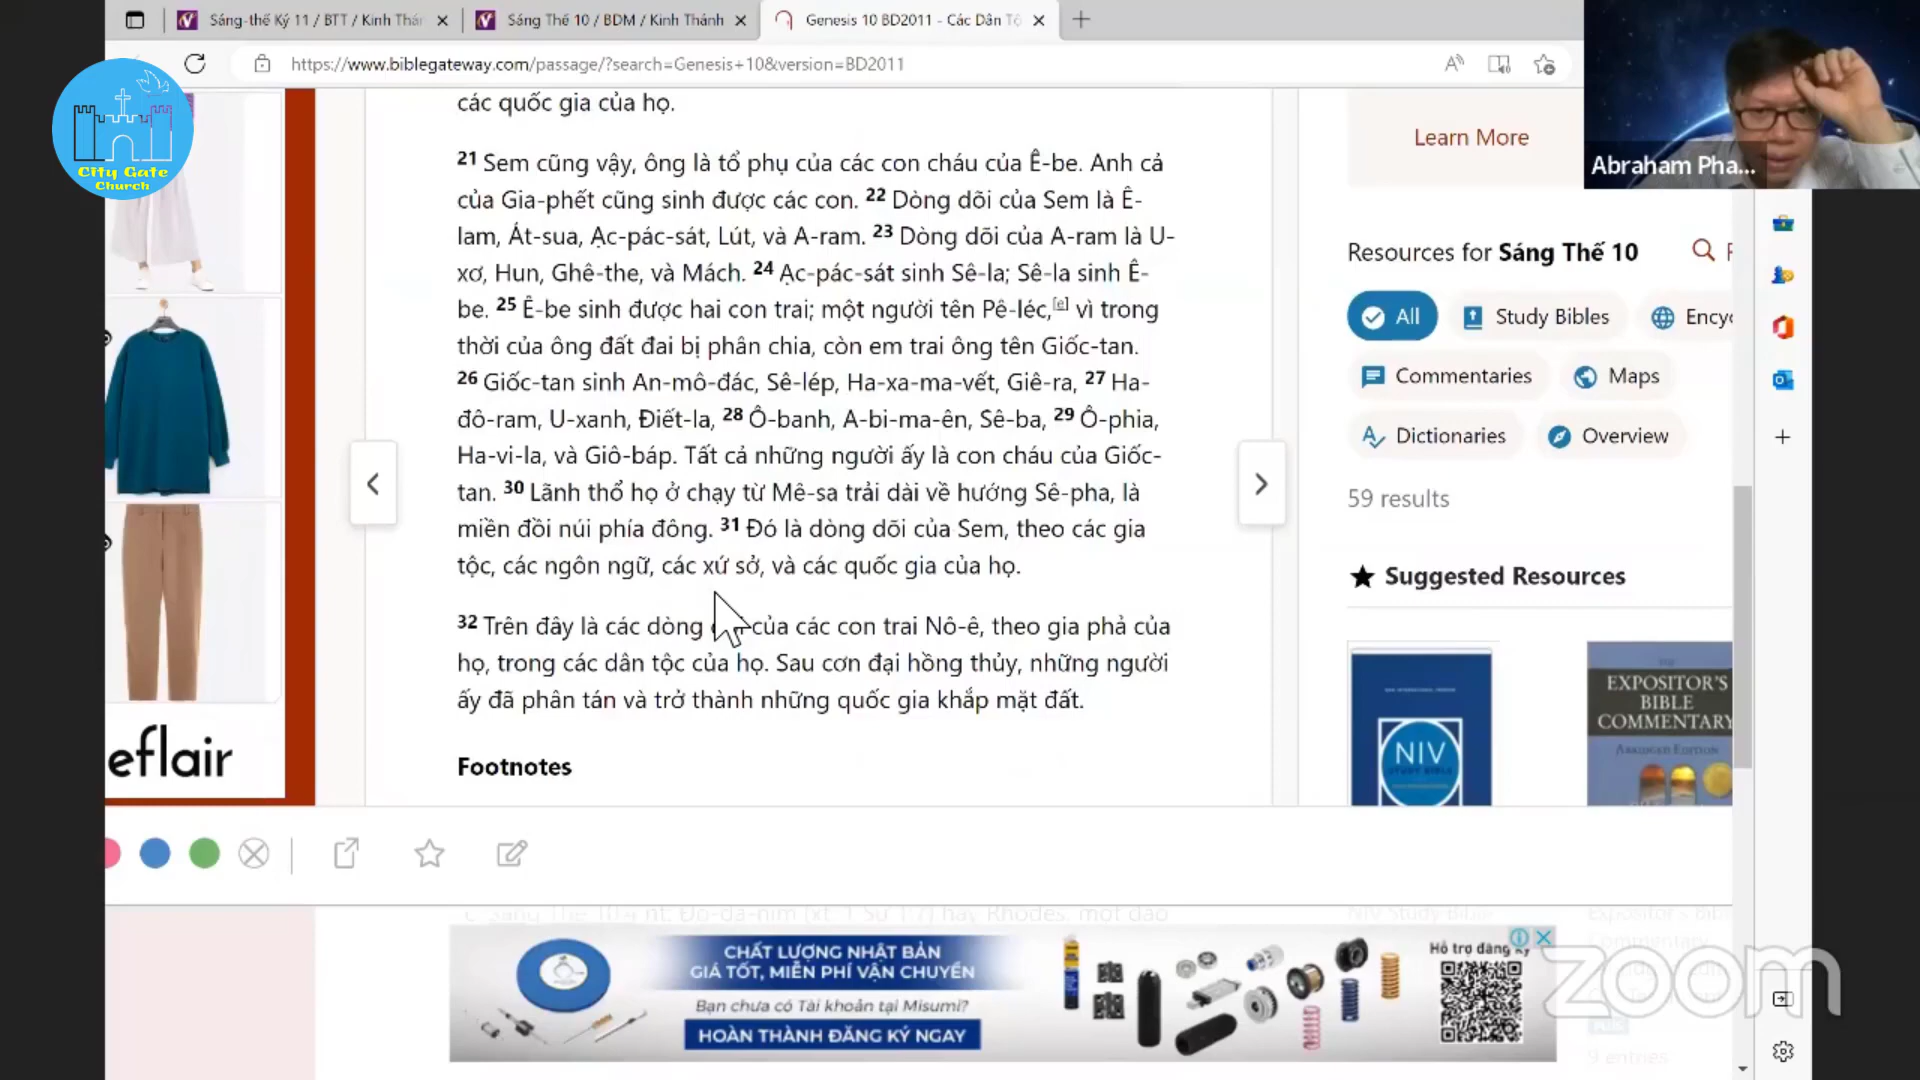 Sáng-thế Ký 11 / BTT / Kinh Thá
Sáng Thế 10 / BDM / Kinh Thánh
Genesis 10 BD2011 - Các Dân Tộ
https://www.biblegateway.com/passage/?search=Genesis+10&version=BD2011
City Gate
Church
Abraham Pha...
các quốc gia của họ.
21 Sem cũng vậy, ông là tổ phụ của các con cháu của Ê-be. Anh cả
của Gia-phết cũng sinh được các con. 22 Dòng dõi của Sem là Ê-
lam, Át-sua, Ạc-pác-sát, Lút, và A-ram. 23 Dòng dõi của A-ram là U-
xơ, Hun, Ghê-the, và Mách. 24 Ạc-pác-sát sinh Sê-la; Sê-la sinh Ê-
be. 25 Ê-be sinh được hai con trai; một người tên Pê-léc,[e] vì trong
thời của ông đất đai bị phân chia, còn em trai ông tên Giốc-tan.
26 Giốc-tan sinh An-mô-đác, Sê-lép, Ha-xa-ma-vết, Giê-ra, 27 Ha-
đô-ram, U-xanh, Điết-la, 28 Ô-banh, A-bi-ma-ên, Sê-ba, 29 Ô-phia,
Ha-vi-la, và Giô-báp. Tất cả những người ấy là con cháu của Giốc-
tan. 30 Lãnh thổ họ ở chạy từ Mê-sa trải dài về hướng Sê-pha, là
miền đồi núi phía đông. 31 Đó là dòng dõi của Sem, theo các gia
tộc, các ngôn ngữ, các xứ sở, và các quốc gia của họ.
32 Trên đây là các dòng của các con trai Nô-ê, theo gia phả của
họ, trong các dân tộc của họ. Sau cơn đại hồng thủy, những người
ấy đã phân tán và trở thành những quốc gia khắp mặt đất.
Footnotes
Learn More
Resources for Sáng Thế 10
All
Study Bibles
Ency
Commentaries
Maps
Dictionaries
Overview
59 results
Suggested Resources
NIV
STUDY BIBLE
THE
EXPOSITOR'S
BIBLE
COMMENTARY
ABRIDGED EDITION
eflair
NIV Study Bible
9 entries
CHẤT LƯỢNG NHẬT BẢN
GIÁ TỐT, MIỄN PHÍ VẬN CHUYỂN
Bạn chưa có Tài khoản tại Misumi?
HOÀN THÀNH ĐĂNG KÝ NGAY
Hỗ trợ đăng ký
zoom